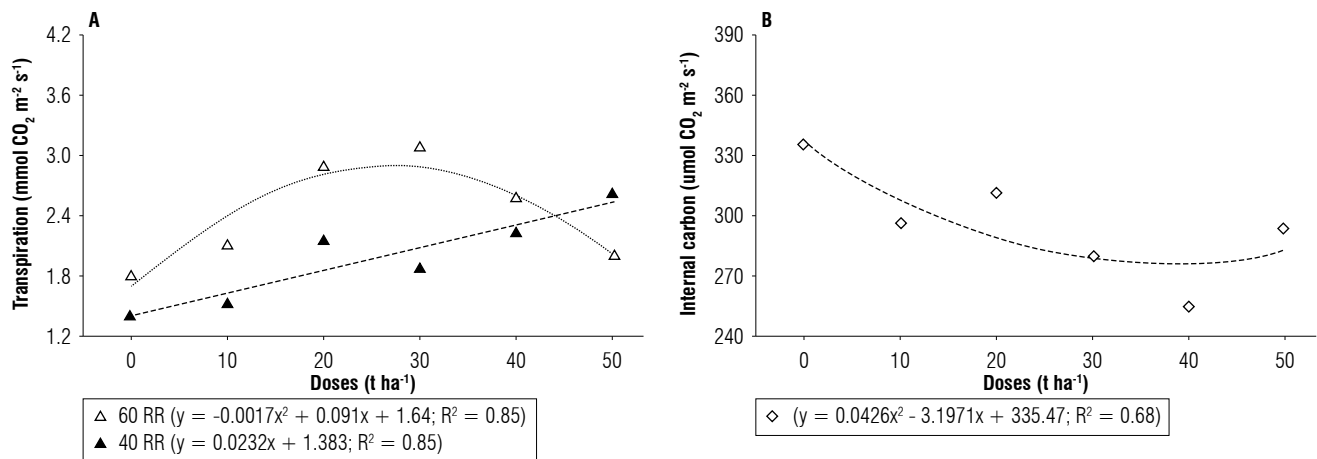 A
Transpiration (mmol CO₂ m⁻² s⁻¹)
4.2
3.6
3.0
2.4
1.8
1.2
0 10 20 30 40 50
Doses (t ha⁻¹)
60 RR (y = -0.0017x² + 0.091x + 1.64; R² = 0.85)
40 RR (y = 0.0232x + 1.383; R² = 0.85)
B
Internal carbon (umol CO₂ m⁻² s⁻¹)
390
360
330
300
270
240
0 10 20 30 40 50
Doses (t ha⁻¹)
(y = 0.0426x² - 3.1971x + 335.47; R² = 0.68)